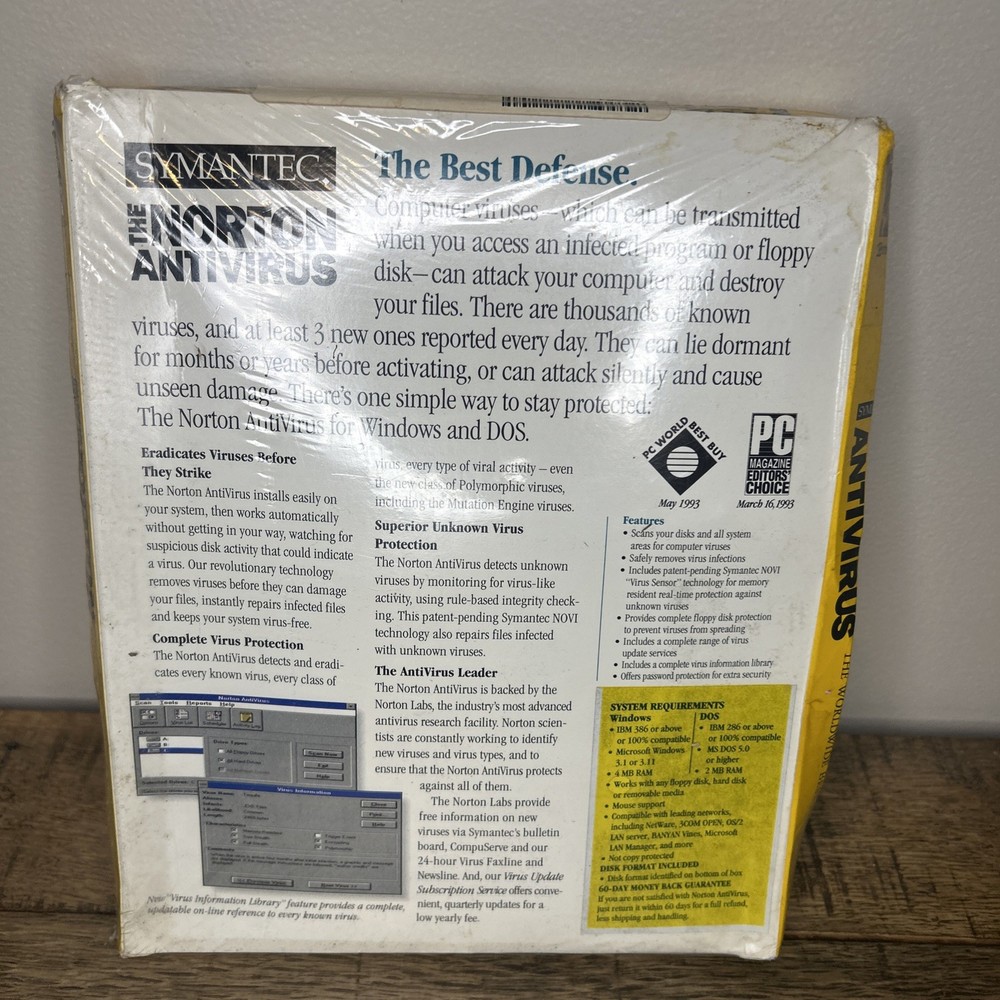 SYMANTEC
THE NORTON
ANTIVIRUS
The Best Defense.
Computer viruses—which can be transmitted
when you access an infected program or floppy
disk—can attack your computer and destroy
your files. There are thousands of known
viruses, and at least 3 new ones reported every day. They can lie dormant
for months or years before activating, or can attack silently and cause
unseen damage. There's one simple way to stay protected:
The Norton AntiVirus for Windows and DOS.
PC WORLD BEST BUY
May 1993
PC
MAGAZINE
EDITORS'
CHOICE
March 16, 1993
Eradicates Viruses Before
They Strike
The Norton AntiVirus installs easily on
your system, then works automatically
without getting in your way, watching for
suspicious disk activity that could indicate
a virus. Our revolutionary technology
removes viruses before they can damage
your files, instantly repairs infected files
and keeps your system virus-free.
Complete Virus Protection
The Norton AntiVirus detects and eradi-
cates every known virus, every class of
virus, every type of viral activity – even
the new class of Polymorphic viruses,
including the Mutation Engine viruses.
Superior Unknown Virus
Protection
The Norton AntiVirus detects unknown
viruses by monitoring for virus-like
activity, using rule-based integrity check-
ing. This patent-pending Symantec NOVI
technology also repairs files infected
with unknown viruses.
The AntiVirus Leader
The Norton AntiVirus is backed by the
Norton Labs, the industry's most advanced
antivirus research facility. Norton scien-
tists are constantly working to identify
new viruses and virus types, and to
ensure that the Norton AntiVirus protects
against all of them.
The Norton Labs provide
free information on new
viruses via Symantec's bulletin
board, CompuServe and our
24-hour Virus Faxline and
Newsline. And, our Virus Update
Subscription Service offers conve-
nient, quarterly updates for a
low yearly fee.
Features
• Scans your disks and all system
areas for computer viruses
• Safely removes virus infections
• Includes patent-pending Symantec NOVI
"Virus Sensor" technology for memory
resident real-time protection against
unknown viruses
• Provides complete floppy disk protection
to prevent viruses from spreading
• Includes a complete range of virus
update services
• Includes a complete virus information library
• Offers password protection for extra security
SYSTEM REQUIREMENTS
Windows
• IBM 386 or above
or 100% compatible
• Microsoft Windows
3.1 or 3.11
• 4 MB RAM
DOS
• IBM 286 or above
or 100% compatible
• MS DOS 5.0
or higher
• 2 MB RAM
• Works with any floppy disk, hard disk
or removable media
• Mouse support
• Compatible with leading networks,
including NetWare, 3COM OPEN, OS/2
LAN server, BANYAN Vines, Microsoft
LAN Manager, and more
• Not copy protected
DISK FORMAT INCLUDED
• Disk format identified on bottom of box
60-DAY MONEY BACK GUARANTEE
If you are not satisfied with Norton AntiVirus,
just return it within 60 days for a full refund,
less shipping and handling.
Norton AntiVirus
Scan Tools Reports Help
Drives:
Drive Types:
Scan Now
Exit
Help
Virus Information
Virus Name:
Aliases:
Infects:
Likelihood:
Length:
Characteristics:
Comments:
Close
Print
Help
New "Virus Information Library" feature provides a complete,
updatable on-line reference to every known virus.
ANTIVIRUS